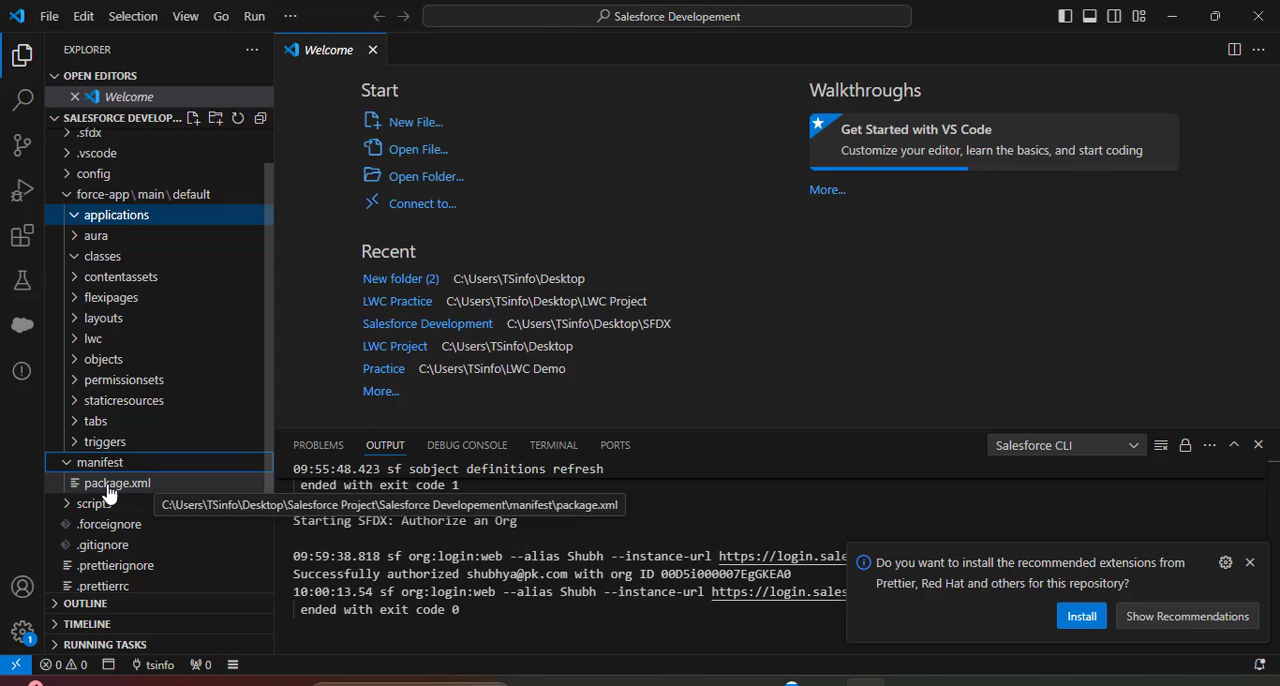 File Edit Selection View Go Run ···
Salesforce Developement
EXPLORER
OPEN EDITORS
Welcome
SALESFORCE DEVELOP...
.sfdx
.vscode
config
force-app\main\default
applications
aura
classes
contentassets
flexipages
layouts
lwc
objects
permissionsets
staticresources
tabs
triggers
manifest
package.xml
scripts
.forceignore
.gitignore
.prettierignore
.prettierrc
OUTLINE
TIMELINE
RUNNING TASKS
C:\Users\TSinfo\Desktop\Salesforce Project\Salesforce Developement\manifest\package.xml
Welcome
Start
New File...
Open File...
Open Folder...
Connect to...
Recent
New folder (2) C:\Users\TSinfo\Desktop
LWC Practice C:\Users\TSinfo\Desktop\LWC Project
Salesforce Development C:\Users\TSinfo\Desktop\SFDX
LWC Project C:\Users\TSinfo\Desktop
Practice C:\Users\TSinfo\LWC Demo
More...
Walkthroughs
Get Started with VS Code
Customize your editor, learn the basics, and start coding
More...
PROBLEMS OUTPUT DEBUG CONSOLE TERMINAL PORTS
Salesforce CLI
09:55:48.423 sf sobject definitions refresh
ended with exit code 1
Starting SFDX: Authorize an Org
09:59:38.818 sf org:login:web --alias Shubh --instance-url https://login.sale
Successfully authorized shubhya@pk.com with org ID 00D5i000007EgGKEA0
10:00:13.54 sf org:login:web --alias Shubh --instance-url https://login.sales
ended with exit code 0
Do you want to install the recommended extensions from
Prettier, Red Hat and others for this repository?
Install Show Recommendations
1
0 0 tsinfo 0